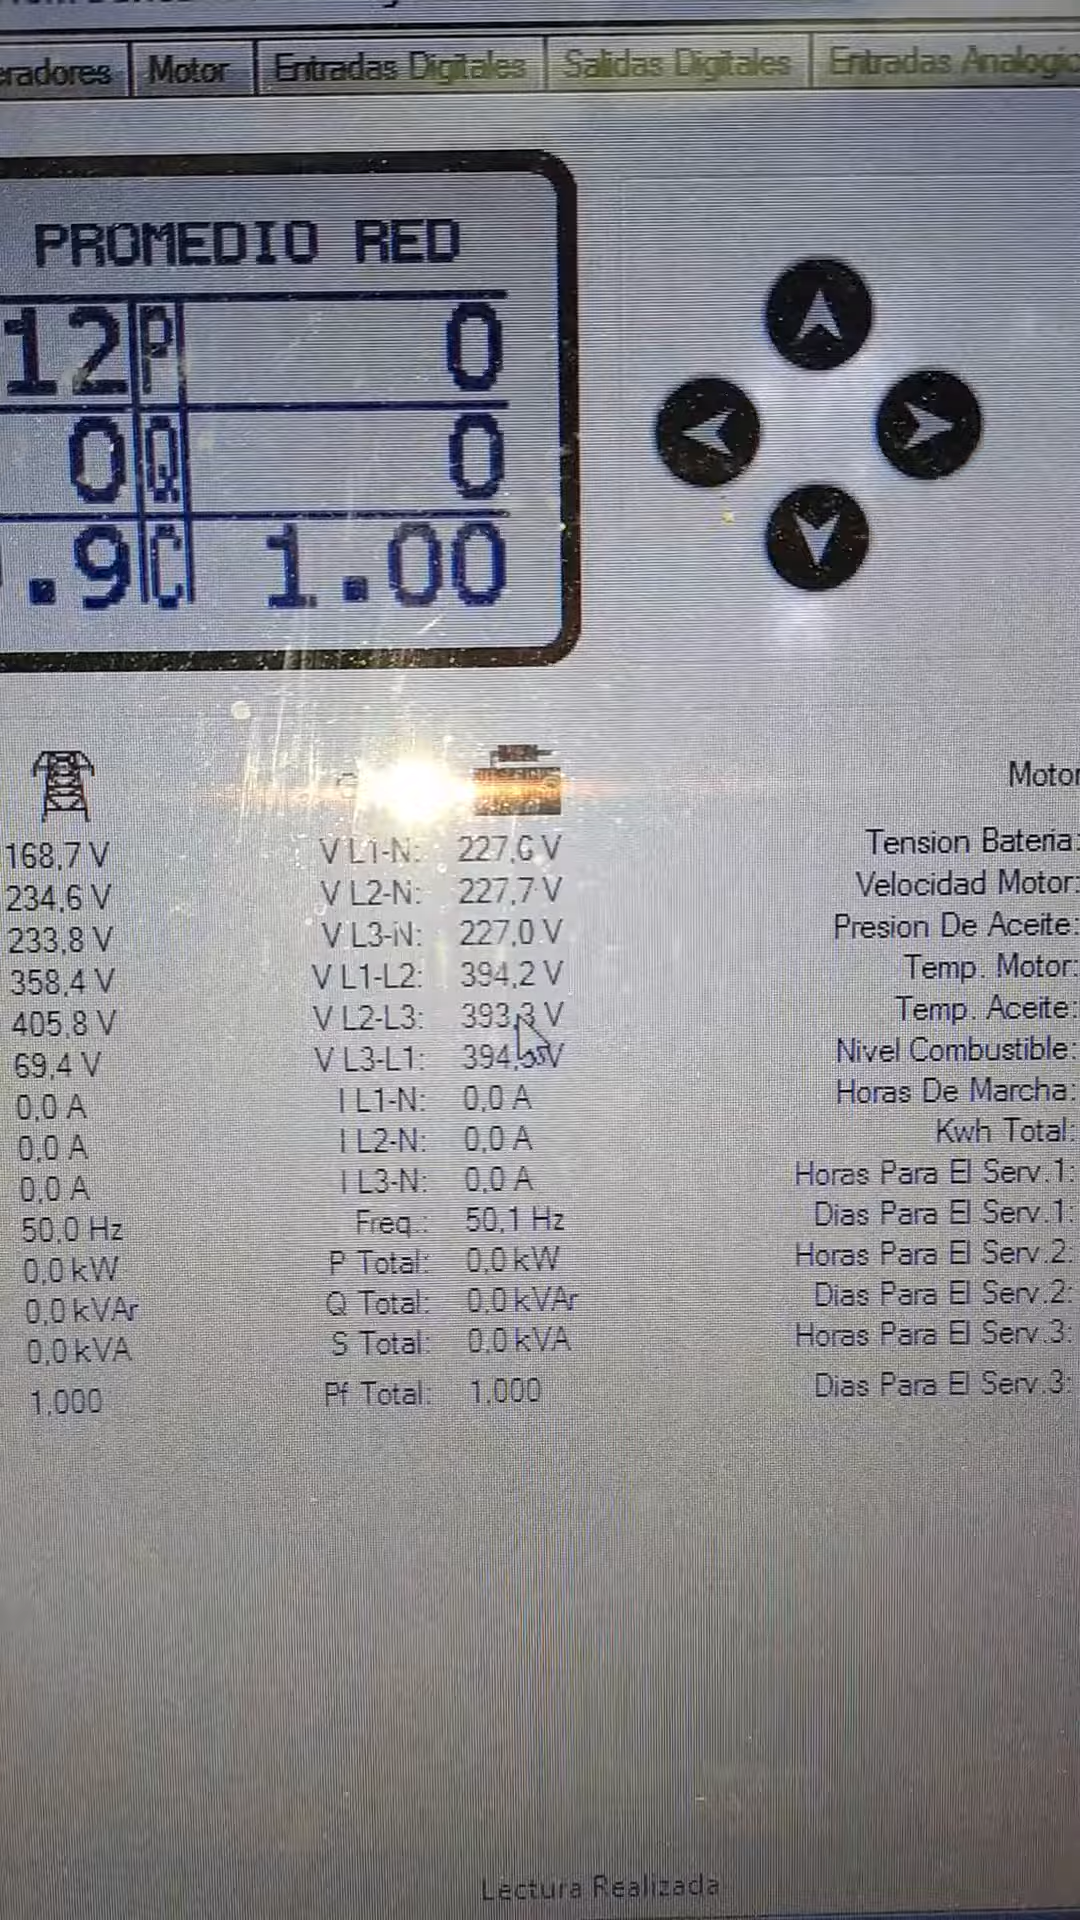 eradores Motor Entradas Digitales Salidas Digitales Entradas Analogic
PROMEDIO RED
12 P 0
0 Q 0
.9 C 1.00
Motor
168,7 V V L1-N: 227,6 V Tension Bateria:
234,6 V V L2-N: 227,7 V Velocidad Motor:
233,8 V V L3-N: 227,0 V Presion De Aceite:
358,4 V V L1-L2: 394,2 V Temp. Motor:
405,8 V V L2-L3: 393,3 V Temp. Aceite:
69,4 V V L3-L1: V Nivel Combustible:
0,0 A I L1-N: 0,0 A Horas De Marcha:
0,0 A I L2-N: 0,0 A Kwh Total:
0,0 A I L3-N: 0,0 A Horas Para El Serv.1:
50,0 Hz Freq.: 50,1 Hz Dias Para El Serv.1:
0,0 kW P Total: 0,0 kW Horas Para El Serv.2:
0,0 kVAr Q Total: 0,0 kVAr Dias Para El Serv.2:
0,0 kVA S Total: 0,0 kVA Horas Para El Serv.3:
1,000 Pf Total: 1,000 Dias Para El Serv.3:
Lectura Realizada